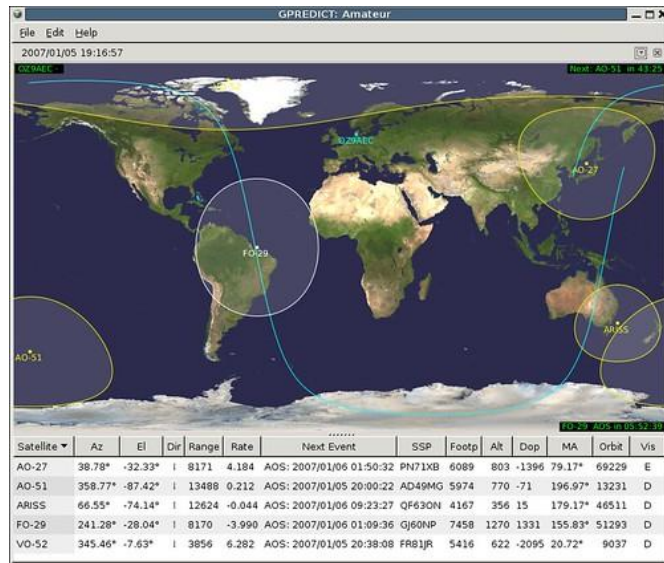 GPREDICT: Amateur
File Edit Help
2007/01/05 19:16:57
OZ9AEC -
Next: AO-51 in 43:25
OZ9AEC
AO-27
FO-29
ARISS
AO-51
FO-29 AOS in 05:52:39
Satellite Az El Dir Range Rate Next Event SSP Footp Alt Dop MA Orbit Vis
AO-27 38.78° -32.33° 8171 4.184 AOS: 2007/01/06 01:50:32 PN71XB 6089 803 -1396 79.17° 69229 E
AO-51 358.77° -87.42° 13488 0.212 AOS: 2007/01/05 20:00:22 AD49MG 5974 770 -71 196.97° 13231 D
ARISS 66.55° -74.14° 12624 -0.044 AOS: 2007/01/06 09:23:27 QF63ON 4167 356 15 179.17° 46511 D
FO-29 241.28° -28.04° 8170 -3.990 AOS: 2007/01/06 01:09:36 GJ60NP 7458 1270 1331 155.83° 51293 D
VO-52 345.46° -7.63° 3856 6.282 AOS: 2007/01/05 20:38:08 FR81JR 5416 622 -2095 20.72° 9037 D